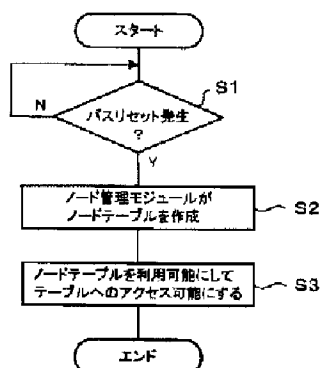 スタート
S1
バスリセット発生
?
N
Y
ノード管理モジュールが
ノードテーブルを作成
S2
ノードテーブルを利用可能にして
テーブルへのアクセス可能にする
S3
エンド